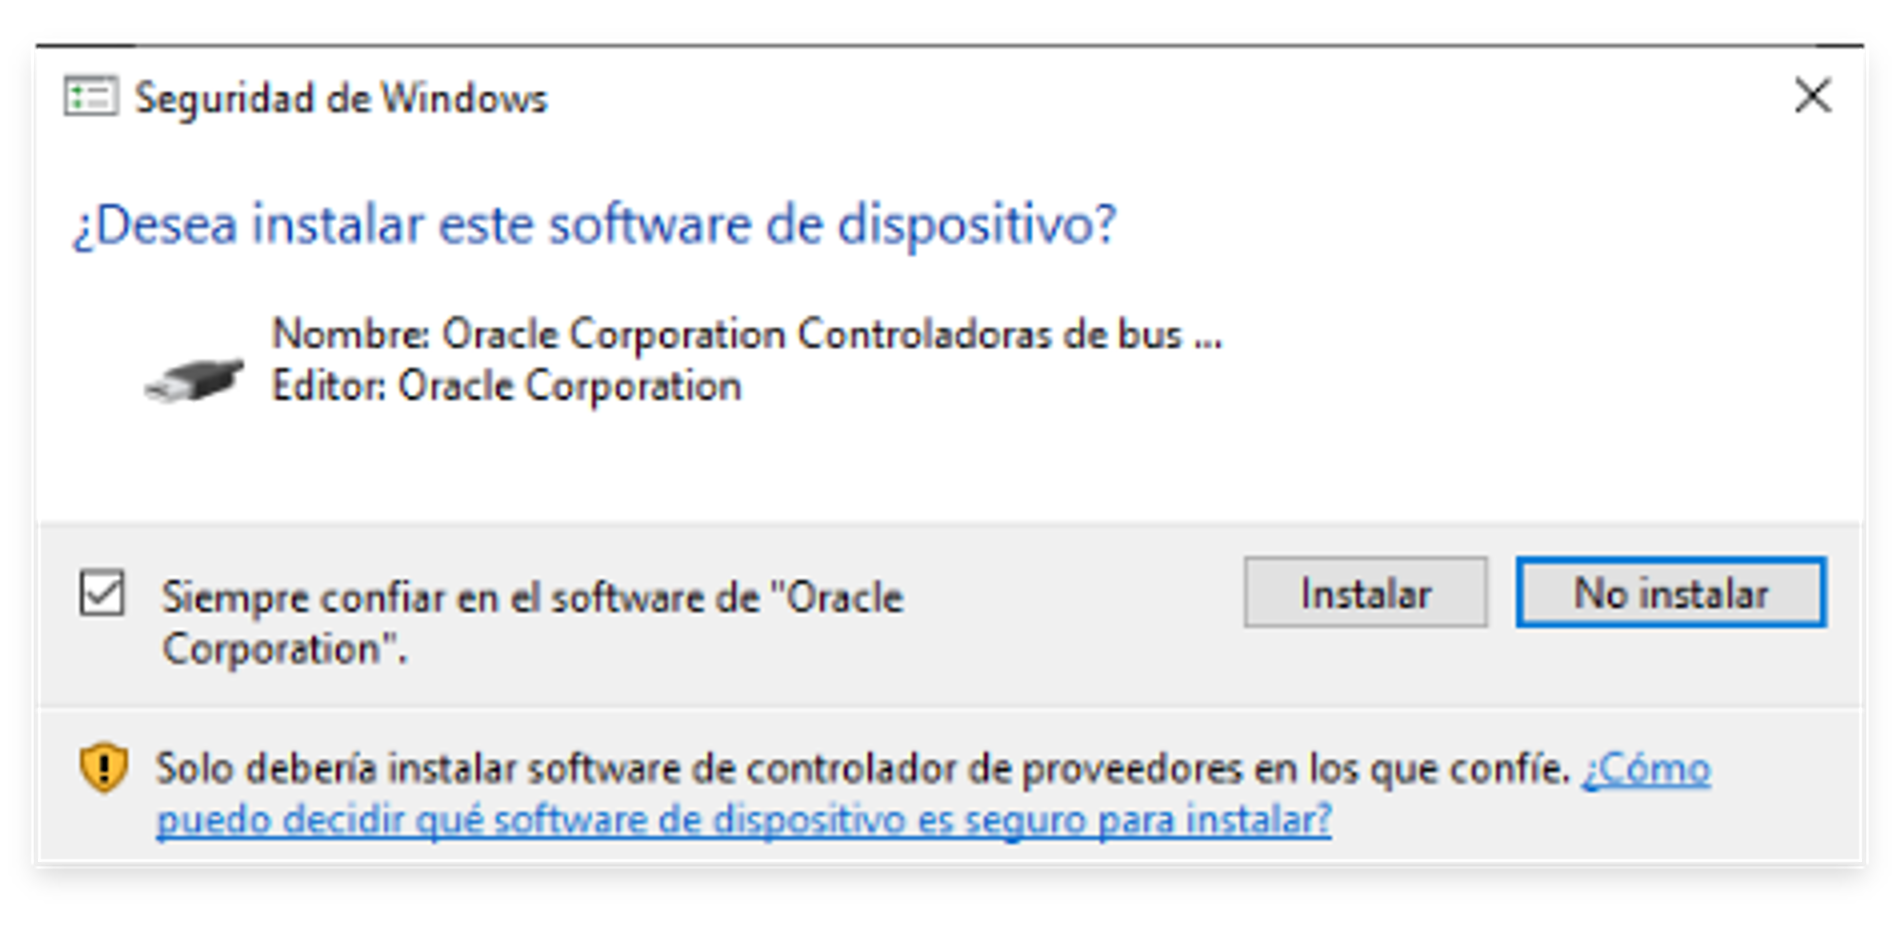 Seguridad de Windows
¿Desea instalar este software de dispositivo?
Nombre: Oracle Corporation Controladoras de bus ...
Editor: Oracle Corporation
Siempre confiar en el software de "Oracle
Corporation".
Instalar
No instalar
Solo debería instalar software de controlador de proveedores en los que confíe. ¿Cómo
puedo decidir qué software de dispositivo es seguro para instalar?